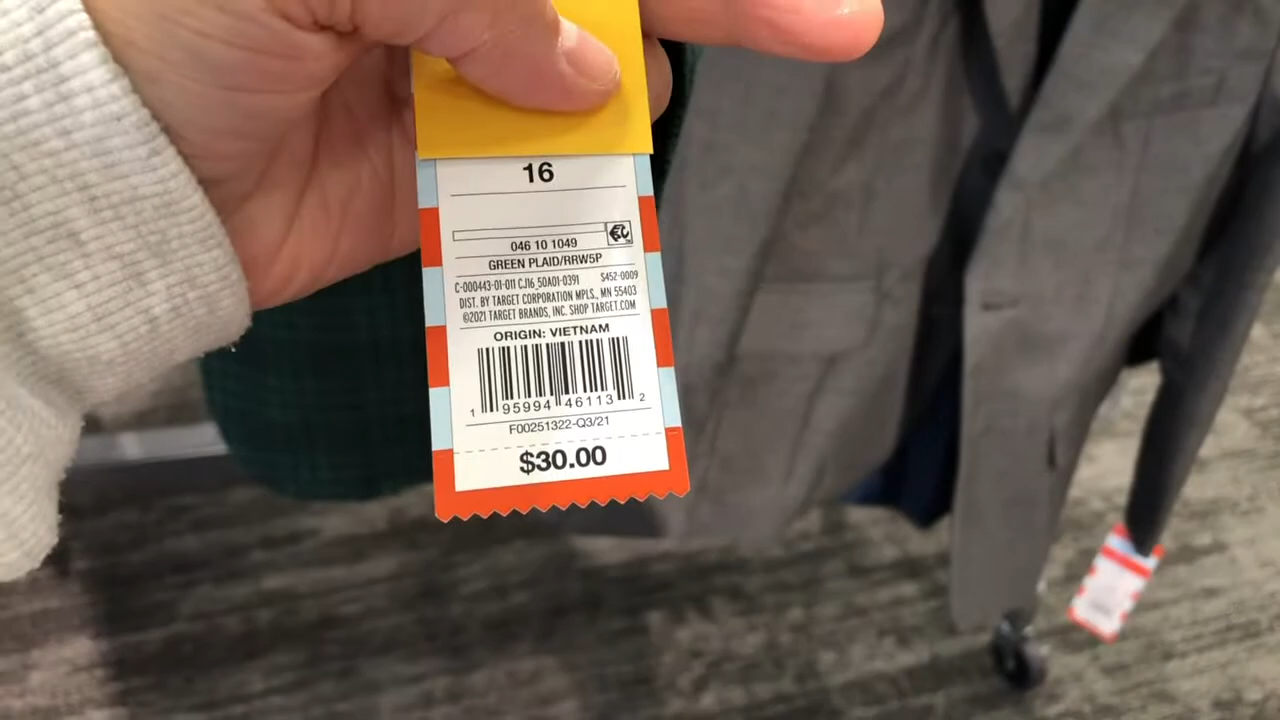 16
046 10 1049
GREEN PLAID/RRW5P
C-000443-01-011 CJ16_50A01-0391 S452-0009
DIST. BY TARGET CORPORATION MPLS., MN 55403
©2021 TARGET BRANDS, INC. SHOP TARGET.COM
ORIGIN: VIETNAM
1 95994 46113 2
F00251322-Q3/21
$30.00